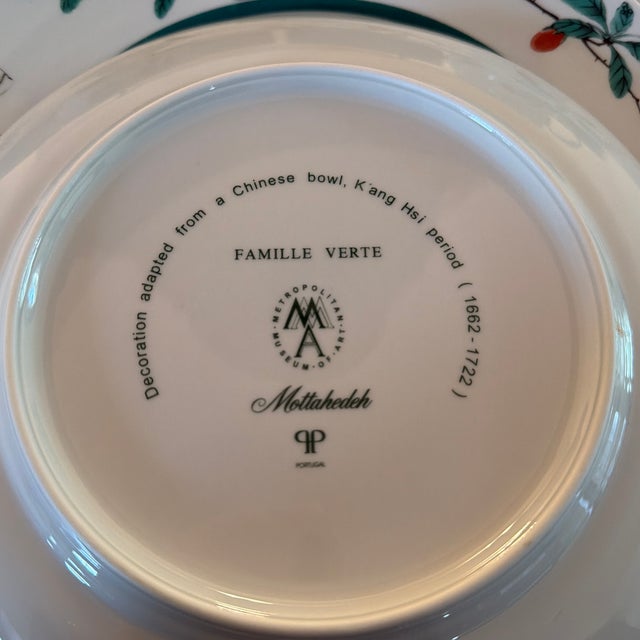 Decoration adapted from a Chinese bowl, K'ang Hsi period ( 1662 - 1722 )
FAMILLE VERTE
· METROPOLITAN · MUSEUM · OF · ART
MMA
Mottahedeh
PP
PORTUGAL